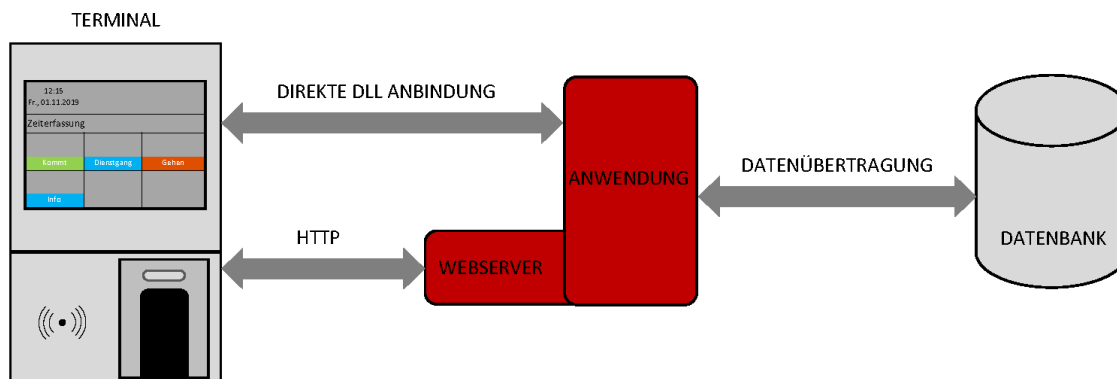 TERMINAL
12:15
Fr., 01.11.2019
Zeiterfassung
Kommt
Dienstgang
Gehen
Info
DIREKTE DLL ANBINDUNG
HTTP
WEBSERVER
ANWENDUNG
DATENÜBERTRAGUNG
DATENBANK